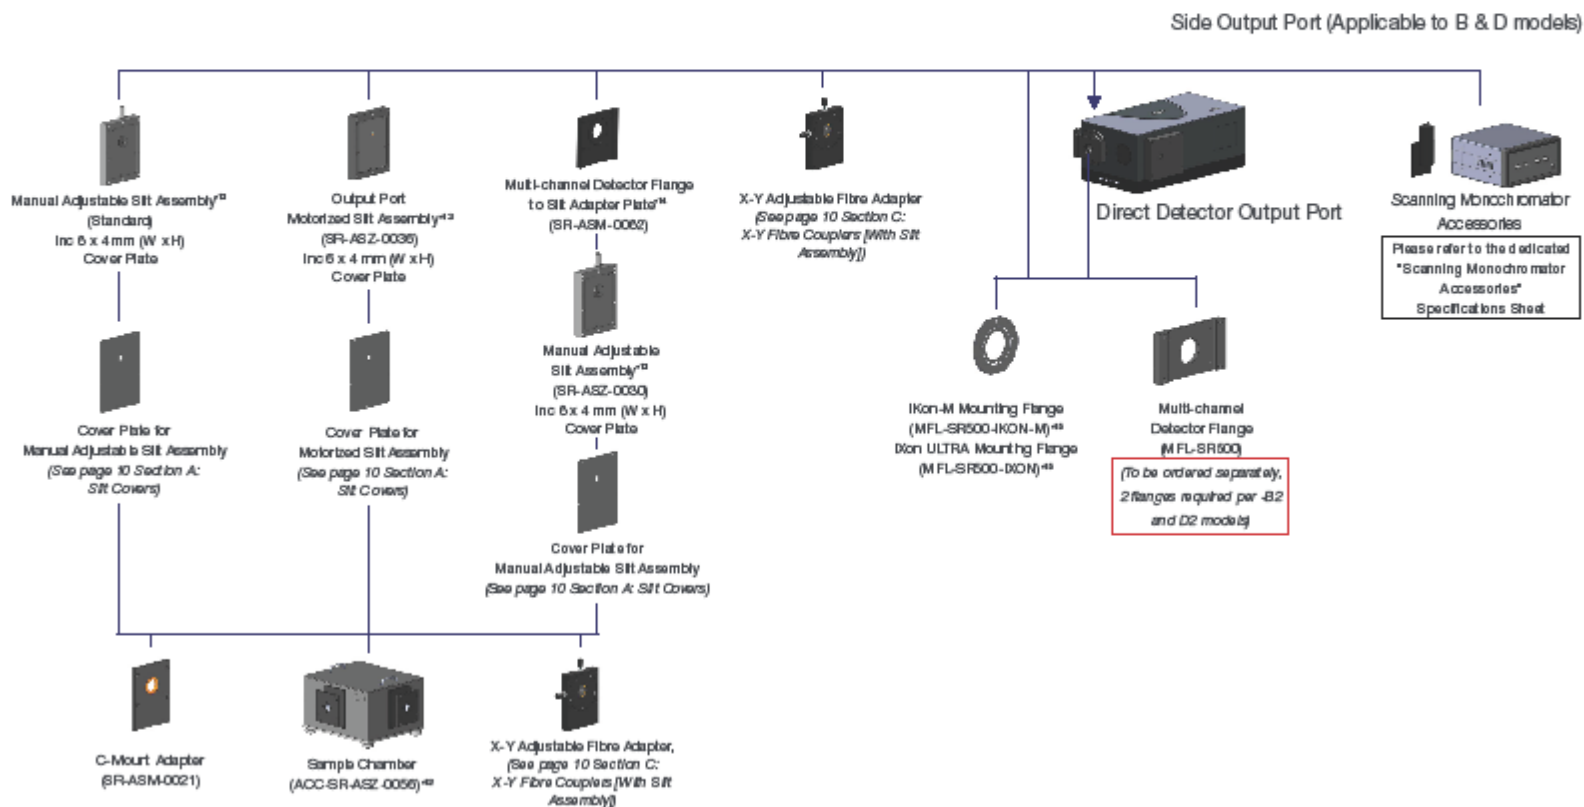 Side Output Port (Applicable to B & D models)
Manual Adjustable Slit Assembly
(Standard)
Inc 6 x 4 mm (W x H)
Cover Plate
Output Port
Motorized Slit Assembly
(SR-ASZ-0036)
Inc 6 x 4 mm (W x H)
Cover Plate
Multi-channel Detector Flange
to Slit Adapter Plate
(SR-ASM-0062)
X-Y Adjustable Fibre Adapter
(See page 10 Section C:
X-Y Fibre Couplers [With Slit
Assembly])
Direct Detector Output Port
Scanning Monochromator
Accessories
Please refer to the dedicated
"Scanning Monochromator
Accessories"
Specifications Sheet
Manual Adjustable
Slit Assembly
(SR-ASZ-0030)
Inc 6 x 4 mm (W x H)
Cover Plate
Cover Plate for
Manual Adjustable Slit Assembly
(See page 10 Section A:
Slit Covers)
Cover Plate for
Motorized Slit Assembly
(See page 10 Section A:
Slit Covers)
iKon-M Mounting Flange
(MFL-SR500-IKON-M)
iXon ULTRA Mounting Flange
(MFL-SR500-IXON)
Multi-channel
Detector Flange
(MFL-SR500)
(To be ordered separately,
2 flanges required per -B2
and D2 models)
Cover Plate for
Manual Adjustable Slit Assembly
(See page 10 Section A: Slit Covers)
C-Mount Adapter
(SR-ASM-0021)
Sample Chamber
(ACC-SR-ASZ-0056)
X-Y Adjustable Fibre Adapter,
(See page 10 Section C:
X-Y Fibre Couplers [With Slit
Assembly])